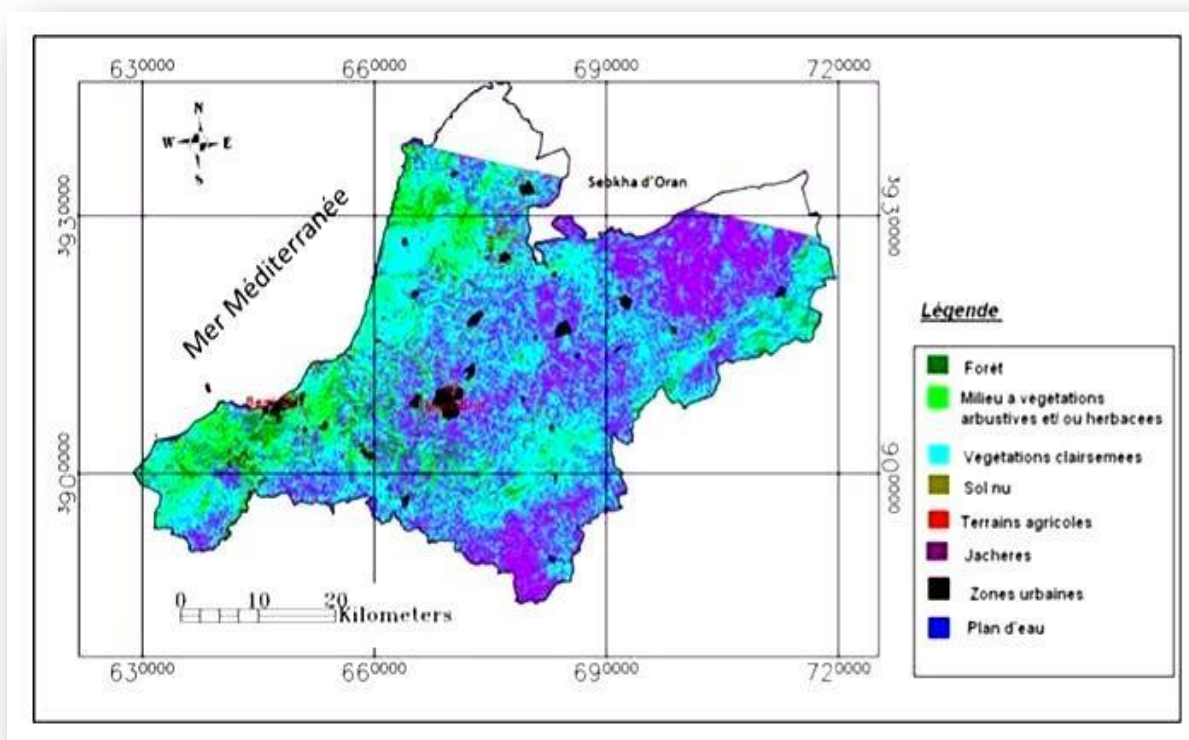 630000 660000 690000 720000
N
W E
S
Sebkha d'Oran
3930000
3930000
Mer Méditerranée
3900000
3900000
0 10 20
Kilometers
630000 660000 690000 720000
Légende
Forêt
Milieu a vegetations
arbustives et/ ou herbacees
Vegetations clairsemees
Sol nu
Terrains agricoles
Jacheres
Zones urbaines
Plan d'eau